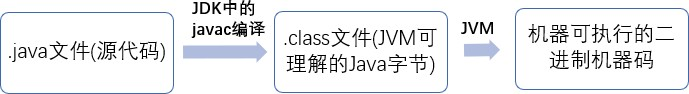 .java文件(源代码)
JDK中的
javac编译
.class文件(JVM可
理解的Java字节)
JVM
机器可执行的二
进制机器码